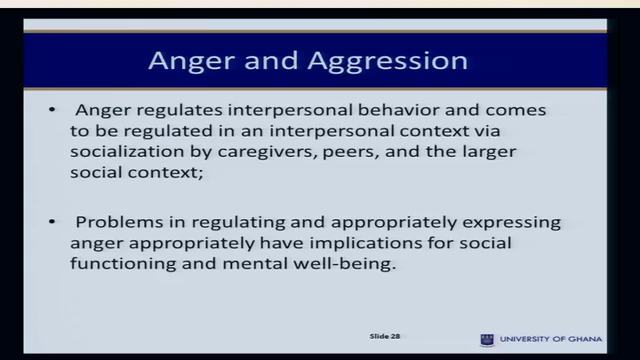 Anger and Aggression
• Anger regulates interpersonal behavior and comes
to be regulated in an interpersonal context via
socialization by caregivers, peers, and the larger
social context;
• Problems in regulating and appropriately expressing
anger appropriately have implications for social
functioning and mental well-being.
Slide 28
UNIVERSITY OF GHANA